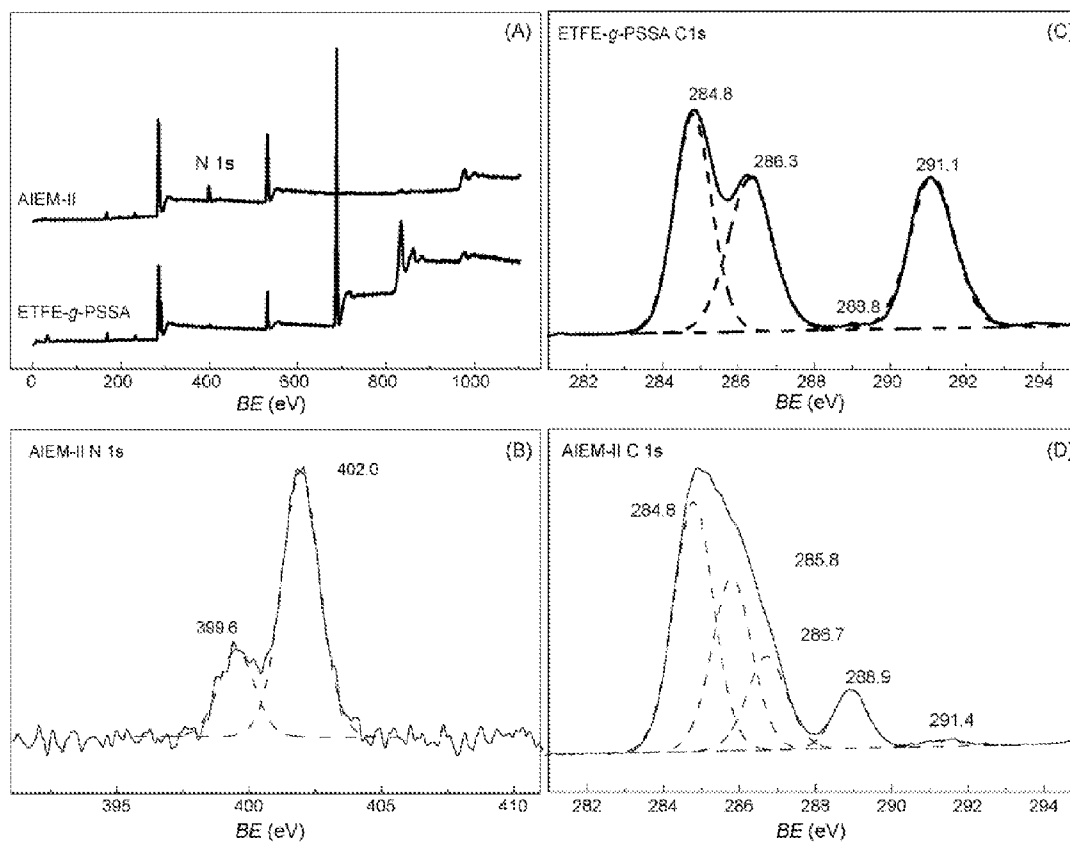 (A)
N 1s
AIEM-II
ETFE-g-PSSA
0 200 400 600 800 1000
BE (eV)
ETFE-g-PSSA C1s
(C)
284.8
286.3
291.1
288.8
282 284 286 288 290 292 294
BE (eV)
AIEM-II N 1s
(B)
402.0
399.6
395 400 405 410
BE (eV)
AIEM-II C 1s
(D)
284.8
285.8
286.7
288.9
291.4
282 284 286 288 290 292 294
BE (eV)